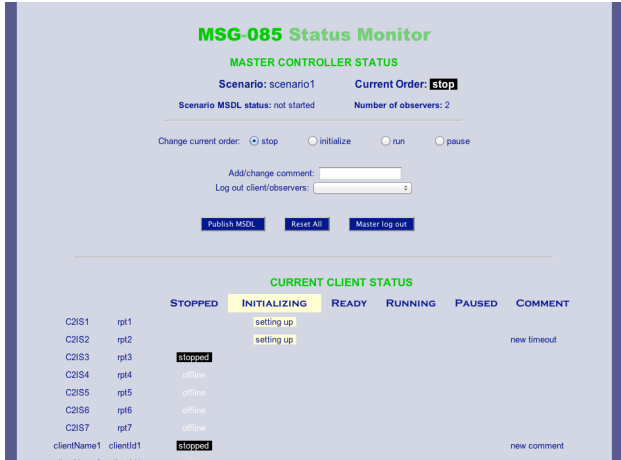 MSG-085 Status Monitor
MASTER CONTROLLER STATUS
Scenario: scenario1 Current Order: stop
Scenario MSDL status: not started Number of observers: 2
Change current order: stop initialize run pause
Add/change comment:
Log out client/observers:
Publish MSDL Reset All Master log out
CURRENT CLIENT STATUS
STOPPED INITIALIZING READY RUNNING PAUSED COMMENT
C2IS1 rpt1 setting up
C2IS2 rpt2 setting up new timeout
C2IS3 rpt3 stopped
C2IS4 rpt4 offline
C2IS5 rpt5 offline
C2IS6 rpt6 offline
C2IS7 rpt7 offline
clientName1 clientId1 stopped new comment